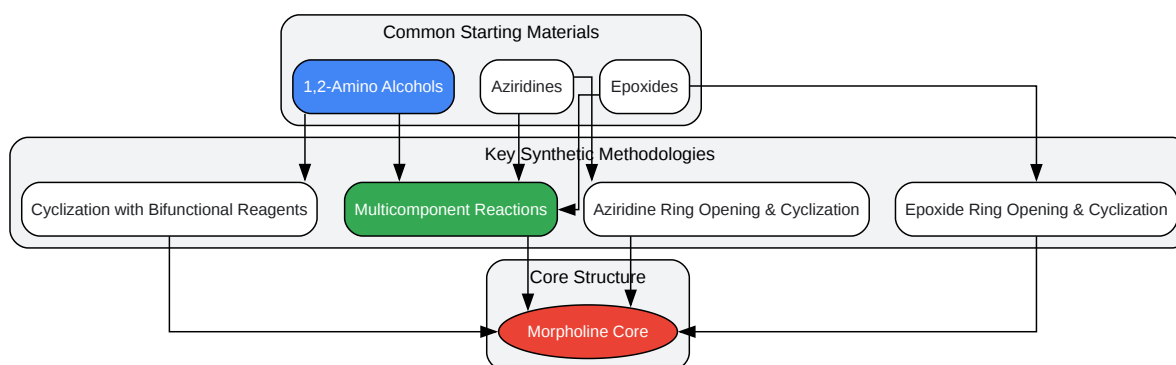 Common Starting Materials
1,2-Amino Alcohols
Aziridines
Epoxides
Key Synthetic Methodologies
Cyclization with Bifunctional Reagents
Multicomponent Reactions
Aziridine Ring Opening & Cyclization
Epoxide Ring Opening & Cyclization
Core Structure
Morpholine Core